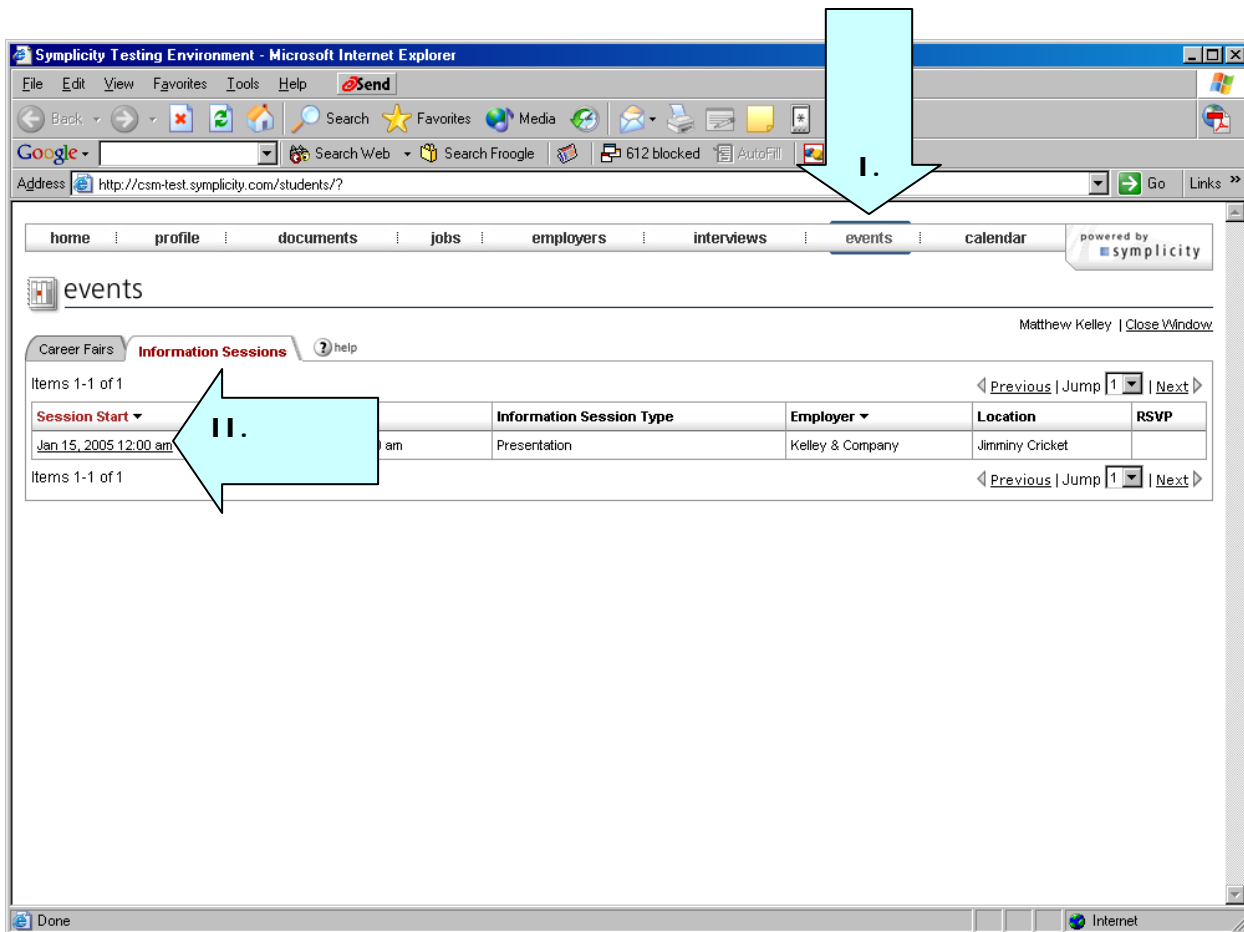 Symplicity Testing Environment - Microsoft Internet Explorer
File Edit View Favorites Tools Help Send
Back Search Favorites Media
Google Search Web Search Froogle 612 blocked AutoFill
I.
Address http://csm-test.symplicity.com/students/? Go Links »
home profile documents jobs employers interviews events calendar powered by
symplicity
events
Matthew Kelley | Close Window
Career Fairs Information Sessions ? help
Items 1-1 of 1 Previous | Jump 1 | Next
Session Start Information Session Type Employer Location RSVP
II.
Jan 15, 2005 12:00 am am Presentation Kelley & Company Jimminy Cricket
Items 1-1 of 1 Previous | Jump 1 | Next
Done Internet